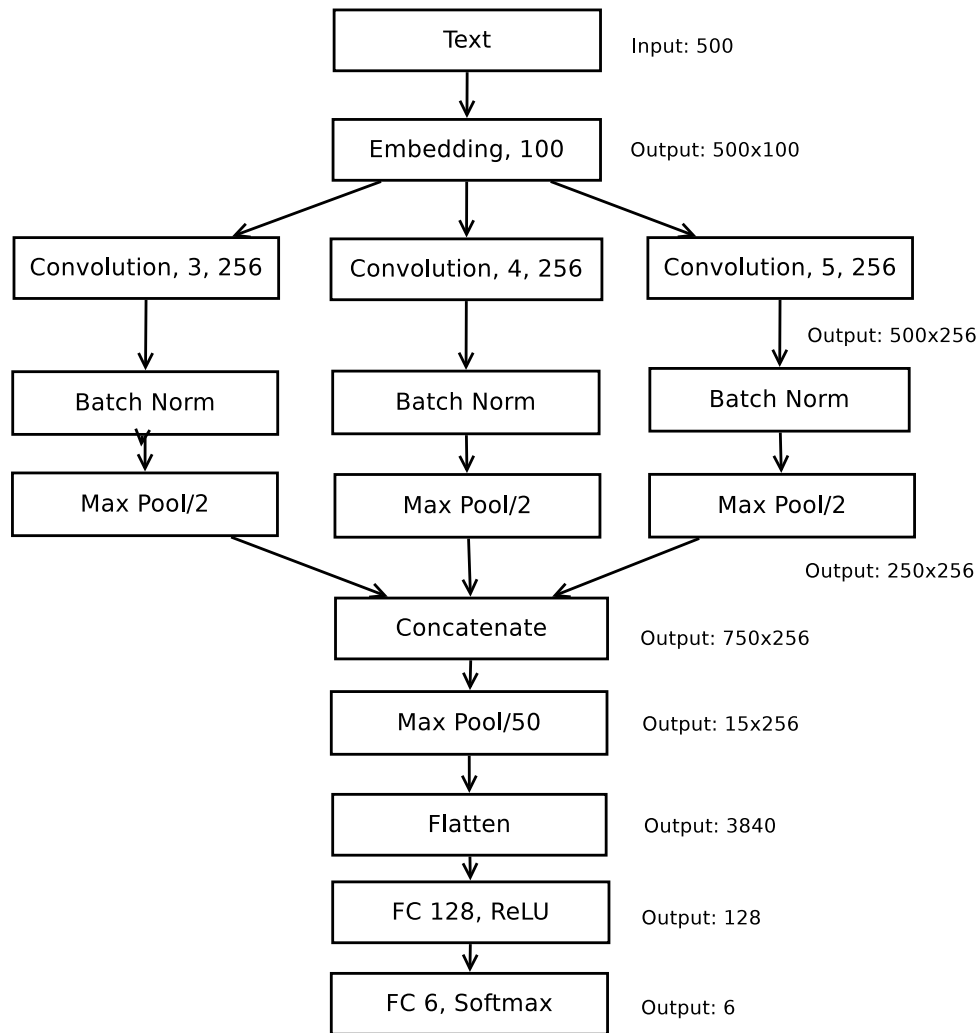 Text
Input: 500
Embedding, 100
Output: 500x100
Convolution, 3, 256
Convolution, 4, 256
Convolution, 5, 256
Output: 500x256
Batch Norm
Batch Norm
Batch Norm
Max Pool/2
Max Pool/2
Max Pool/2
Output: 250x256
Concatenate
Output: 750x256
Max Pool/50
Output: 15x256
Flatten
Output: 3840
FC 128, ReLU
Output: 128
FC 6, Softmax
Output: 6